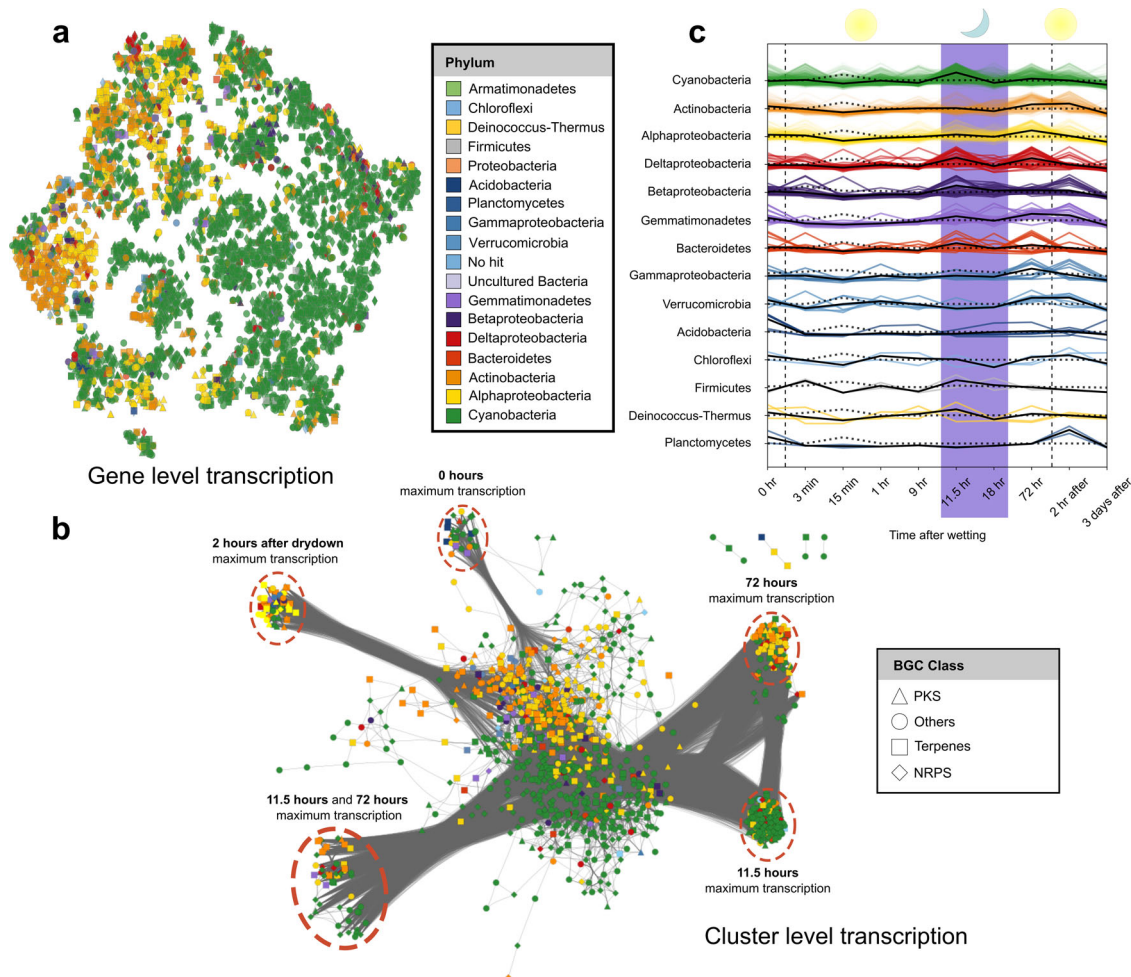 a
Phylum
Armatimonadetes
Chloroflexi
Deinococcus-Thermus
Firmicutes
Proteobacteria
Acidobacteria
Planctomycetes
Gammaproteobacteria
Verrucomicrobia
No hit
Uncultured Bacteria
Gemmatimonadetes
Betaproteobacteria
Deltaproteobacteria
Bacteroidetes
Actinobacteria
Alphaproteobacteria
Cyanobacteria
Gene level transcription
c
Cyanobacteria
Actinobacteria
Alphaproteobacteria
Deltaproteobacteria
Betaproteobacteria
Gemmatimonadetes
Bacteroidetes
Gammaproteobacteria
Verrucomicrobia
Acidobacteria
Chloroflexi
Firmicutes
Deinococcus-Thermus
Planctomycetes
0 hr
3 min
15 min
1 hr
9 hr
11.5 hr
18 hr
72 hr
2 hr after
3 days after
Time after wetting
b
0 hours
maximum transcription
2 hours after drydown
maximum transcription
72 hours
maximum transcription
11.5 hours and 72 hours
maximum transcription
11.5 hours
maximum transcription
BGC Class
PKS
Others
Terpenes
NRPS
Cluster level transcription